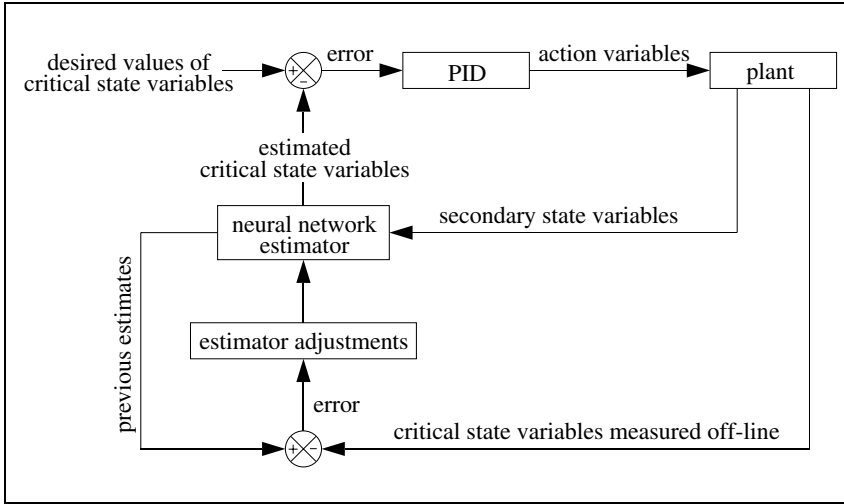 desired values of
critical state variables
+
−
error
PID
action variables
plant
estimated
critical state variables
neural network
estimator
secondary state variables
previous estimates
estimator adjustments
error
+
−
critical state variables measured off-line